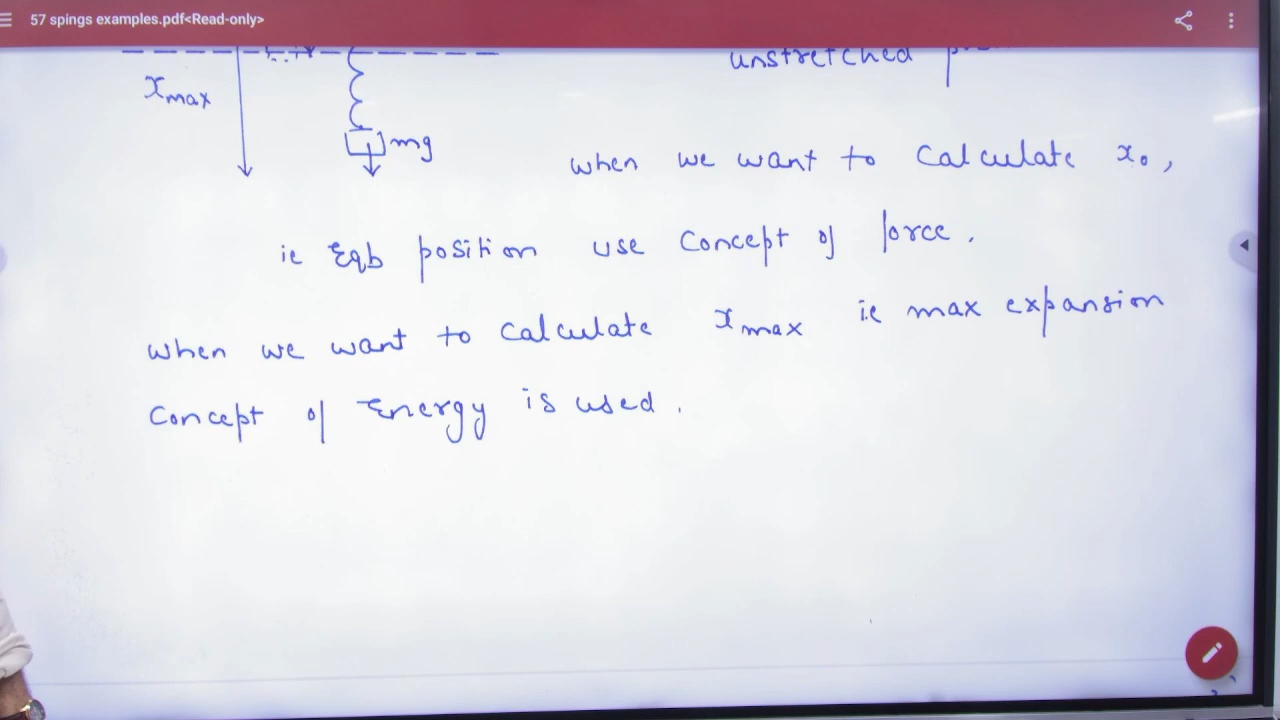 57 spings examples.pdf<Read-only>
unstretched
xmax
mg
when we want to calculate x₀,
ie Eqb position use concept of force.
when we want to calculate xmax i.e max expansion
concept of Energy is used.